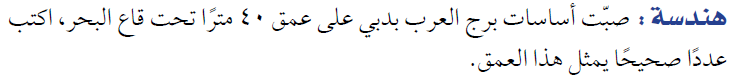 هندسة : صبّت أساسات برج العرب بدبي على عمق ٤٠ مترًا تحت قاع البحر، اكتب
عددًا صحيحًا يمثل هذا العمق.